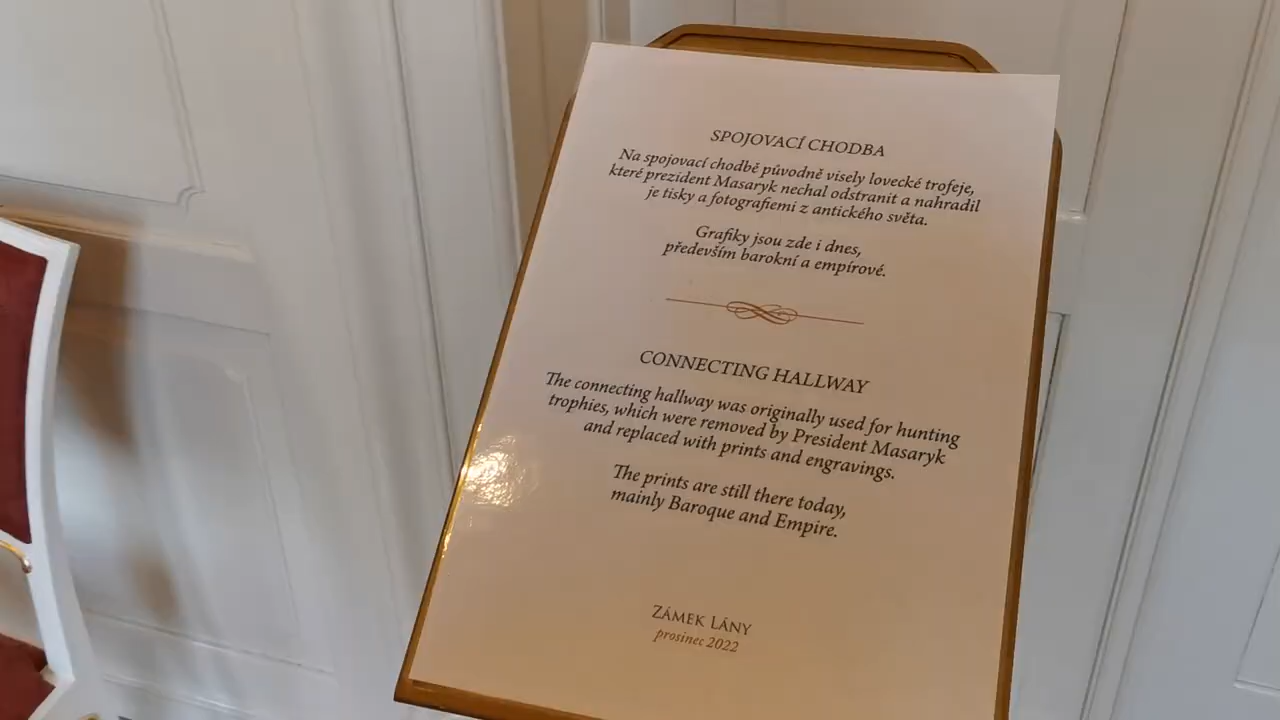 SPOJOVACÍ CHODBA
Na spojovací chodbě původně visely lovecké trofeje,
které prezident Masaryk nechal odstranit a nahradil
je tisky a fotografiemi z antického světa.
Grafiky jsou zde i dnes,
především barokní a empírové.
CONNECTING HALLWAY
The connecting hallway was originally used for hunting
trophies, which were removed by President Masaryk
and replaced with prints and engravings.
The prints are still there today,
mainly Baroque and Empire.
ZÁMEK LÁNY
prosinec 2022